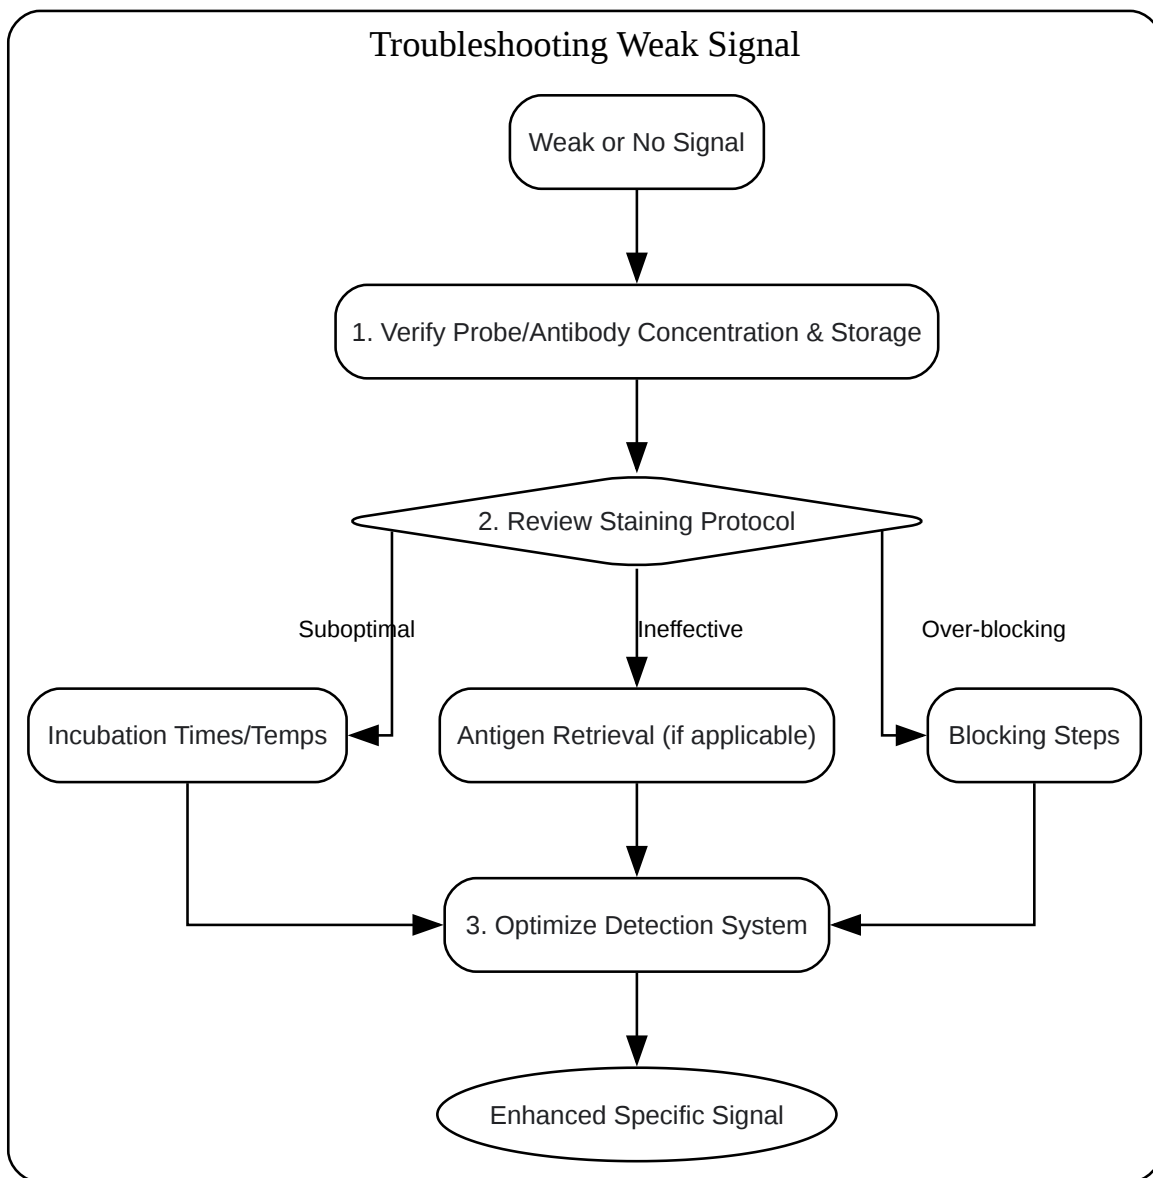 Troubleshooting Weak Signal
Weak or No Signal
1. Verify Probe/Antibody Concentration & Storage
2. Review Staining Protocol
Suboptimal
Ineffective
Over-blocking
Incubation Times/Temps
Antigen Retrieval (if applicable)
Blocking Steps
3. Optimize Detection System
Enhanced Specific Signal